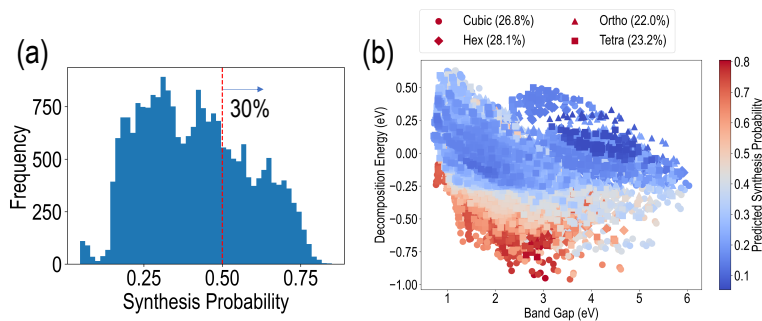 (a)
Frequency
750
500
250
0
0.25
0.50
0.75
Synthesis Probability
30%
(b)
Cubic (26.8%)
Ortho (22.0%)
Hex (28.1%)
Tetra (23.2%)
Decomposition Energy (eV)
0.50
0.25
0.00
−0.25
−0.50
−0.75
−1.00
1
2
3
4
5
6
Band Gap (eV)
0.8
0.7
0.6
0.5
0.4
0.3
0.2
0.1
Predicted Synthesis Probability